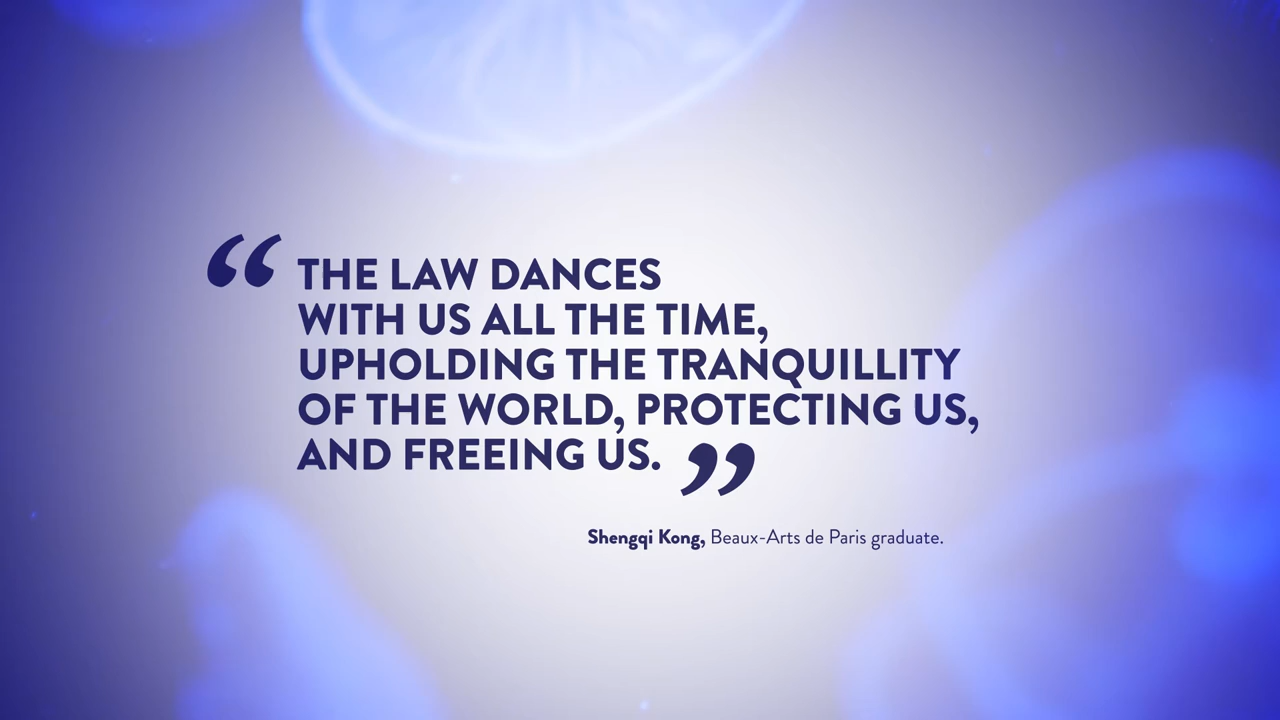 “ THE LAW DANCES
WITH US ALL THE TIME,
UPHOLDING THE TRANQUILLITY
OF THE WORLD, PROTECTING US,
AND FREEING US. ”
Shengqi Kong, Beaux-Arts de Paris graduate.